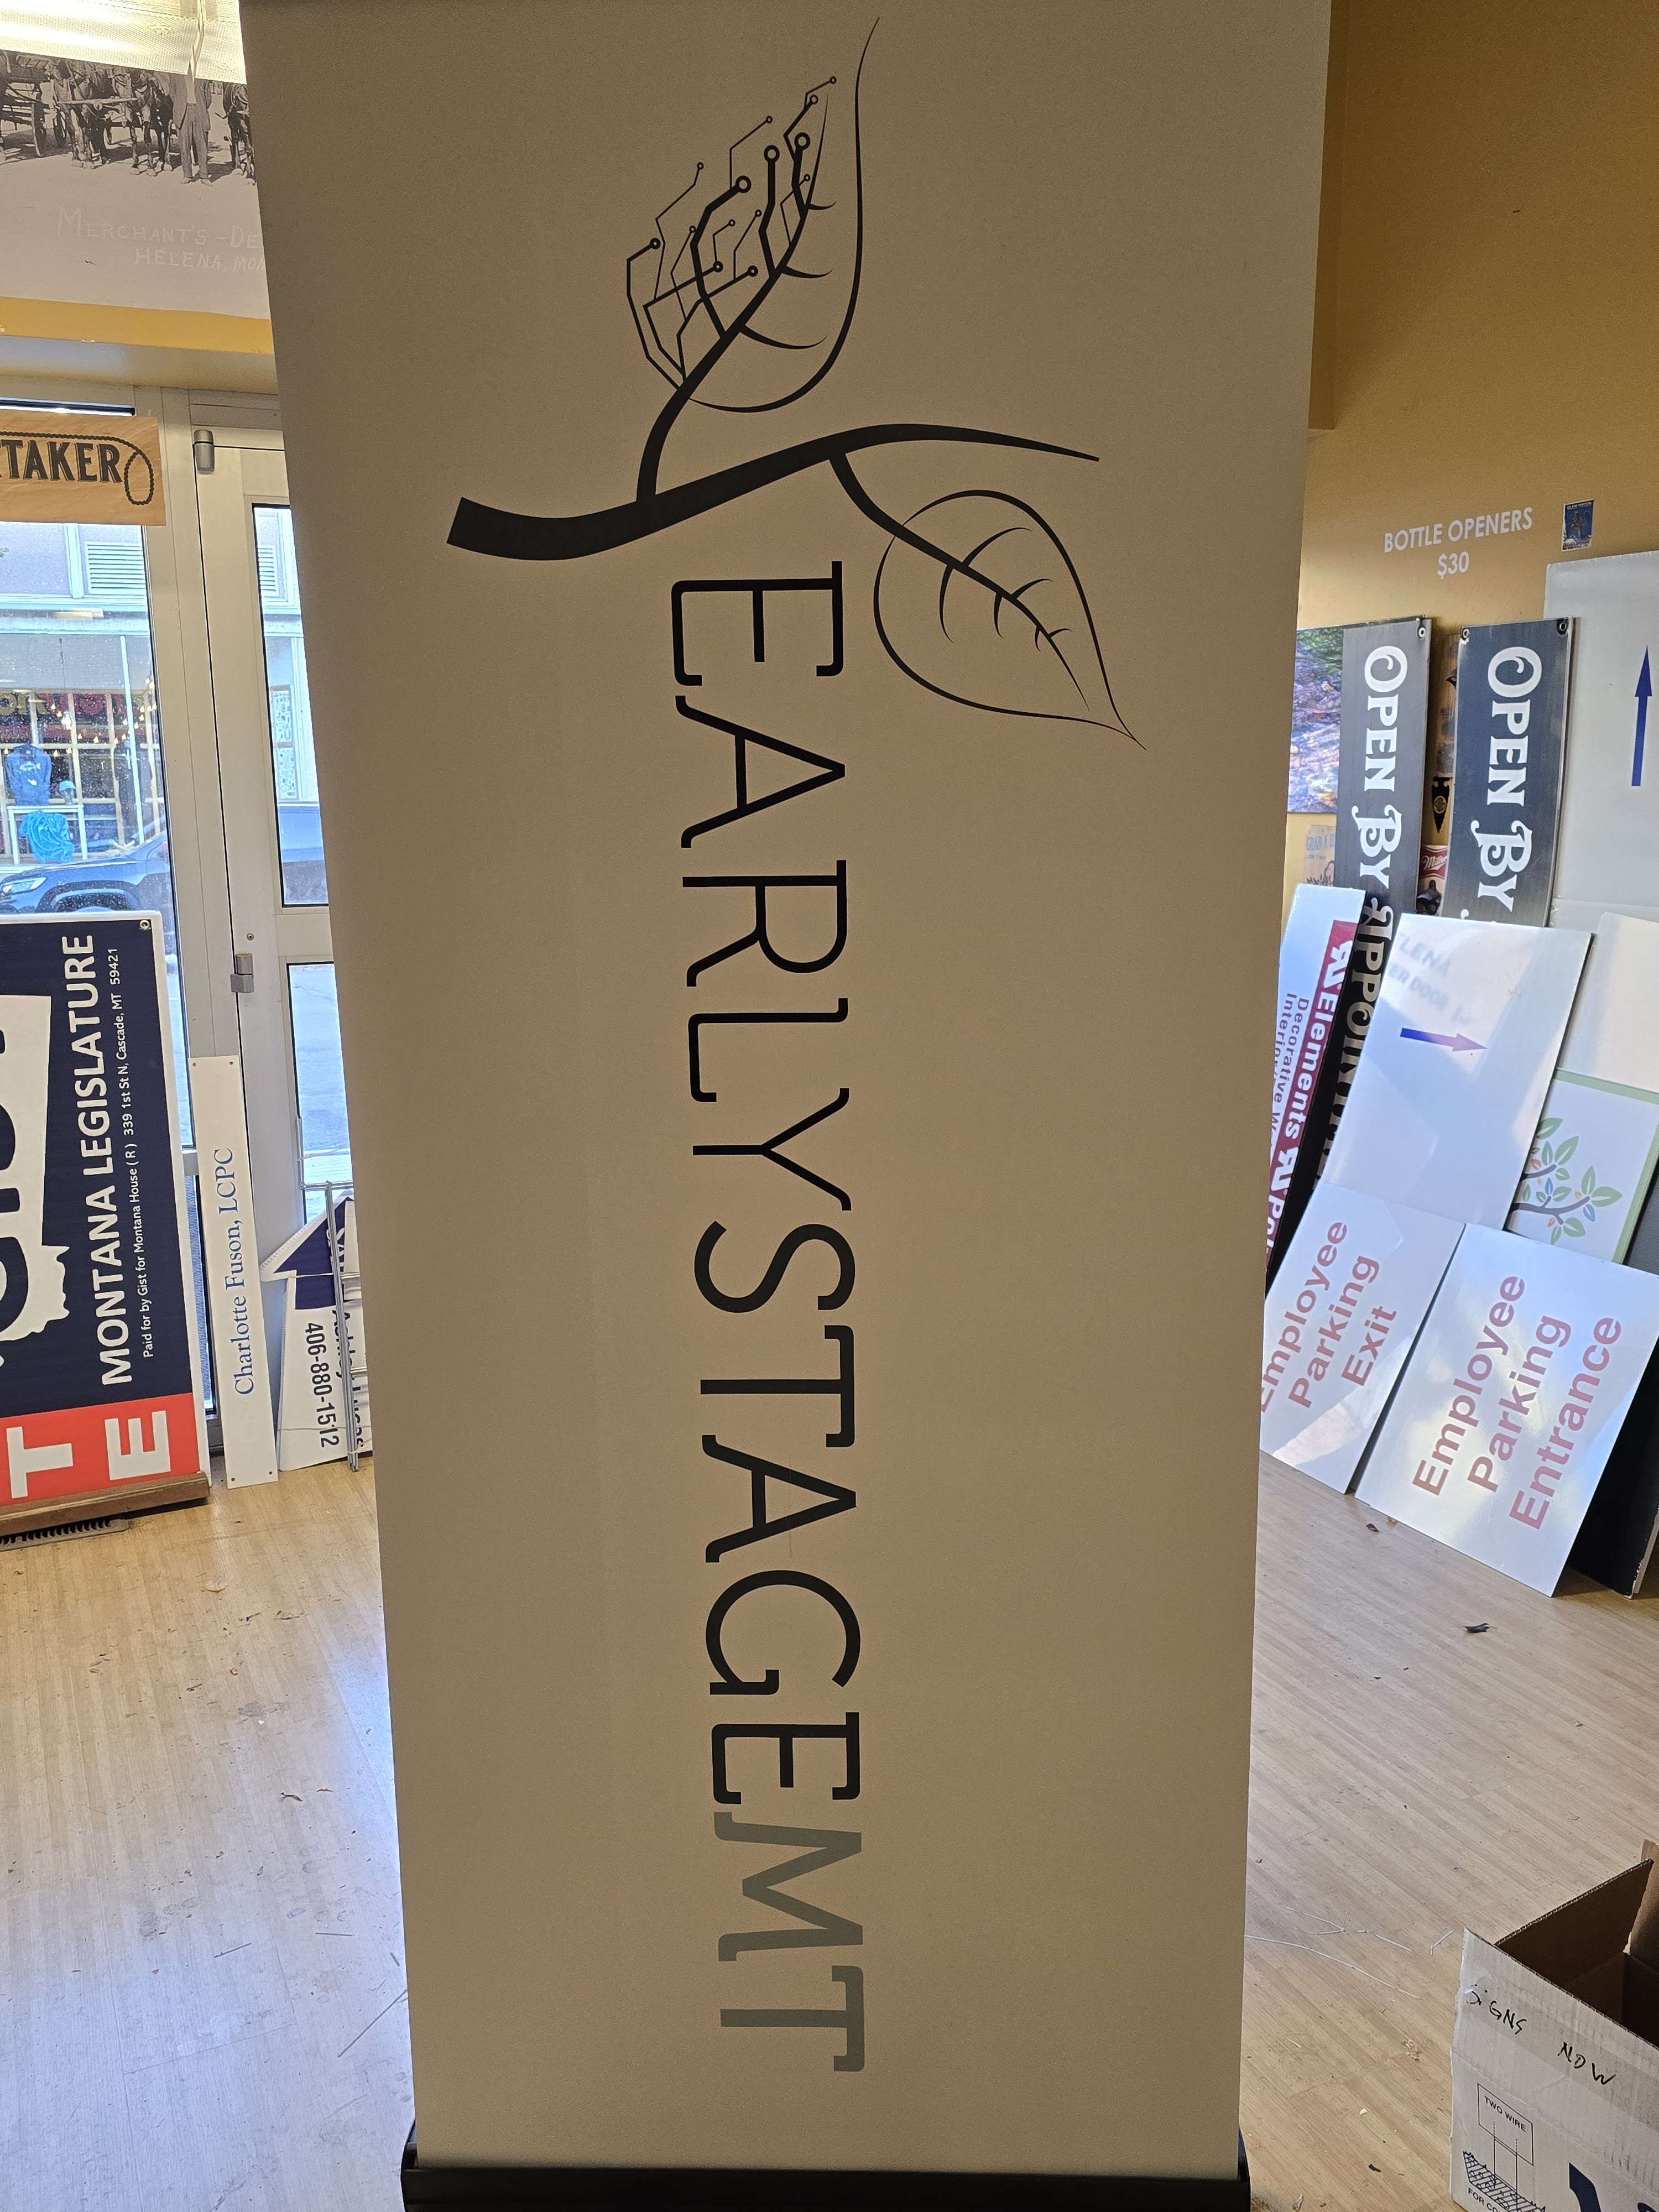 MERCHANT'S - DE
HELENA, MON
TAKER
EARLYSTAGEMT
MONTANA LEGISLATURE
Paid for by Gist for Montana House ( R ) 339 1st St N, Cascade, MT 59421
T
E
Charlotte Fuson, LCPC
406-880-1512
BOTTLE OPENERS
$30
OPEN BY
OPEN BY
Elements
Decorative
Employee
Parking
Exit
Employee
Parking
Entrance
SIGNS NOW
TWO WIRE